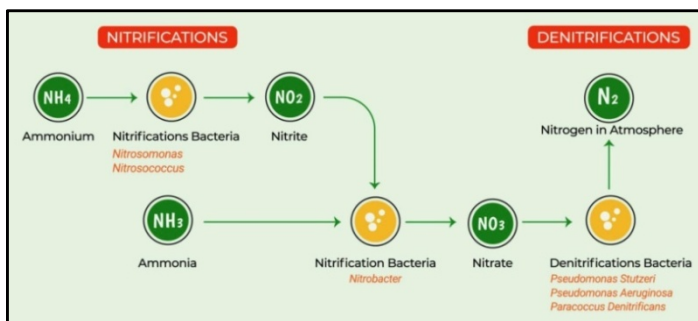 NITRIFICATIONS
DENITRIFICATIONS
NH4
NO2
N2
Ammonium
Nitrifications Bacteria
Nitrite
Nitrogen in Atmosphere
Nitrosomonas
Nitrosococcus
NH3
NO3
Ammonia
Nitrification Bacteria
Nitrate
Denitrifications Bacteria
Nitrobacter
Pseudomonas Stutzeri
Pseudomonas Aeruginosa
Paracoccus Denitrificans